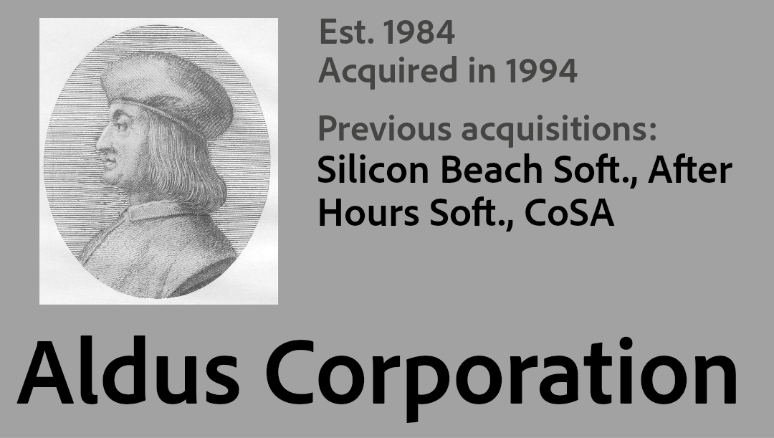 Est. 1984
Acquired in 1994
Previous acquisitions:
Silicon Beach Soft., After
Hours Soft., CoSA
Aldus Corporation